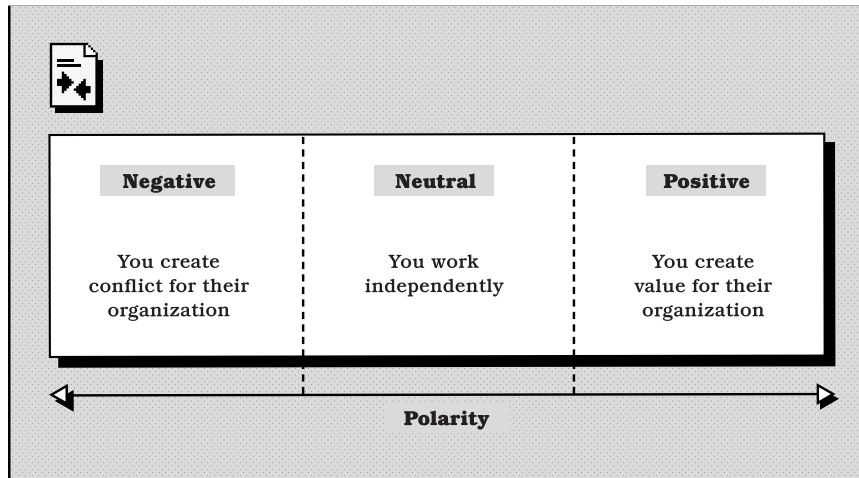 Negative
You create
conflict for their
organization
Neutral
You work
independently
Positive
You create
value for their
organization
Polarity